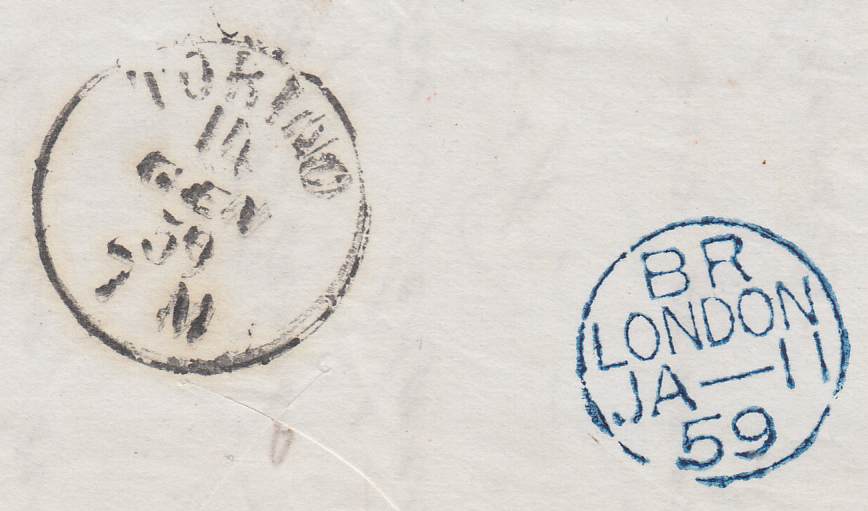 TORINO
14
GEN
59
M
BR
LONDON
JA—11
59